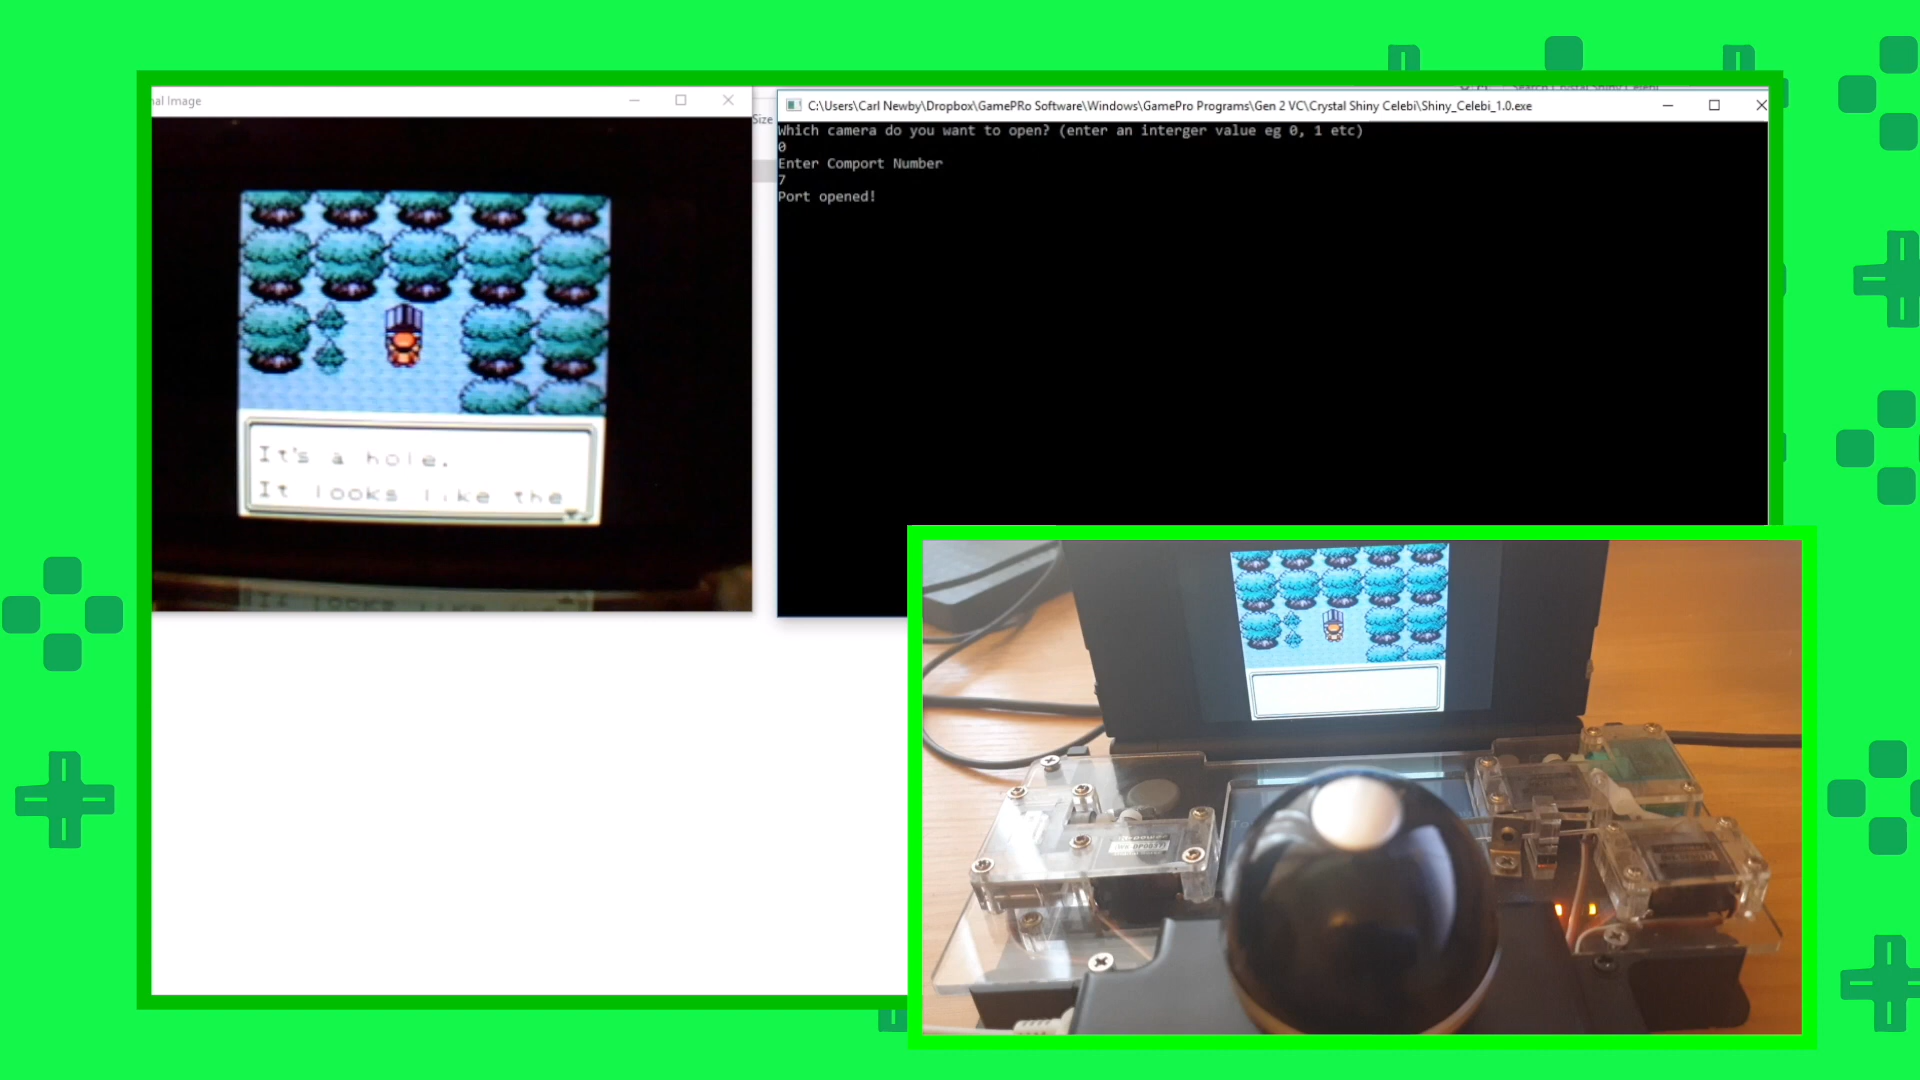 nal Image
It's a hole.
It looks like the
Size
C:\Users\Carl Newby\Dropbox\GamePRo Software\Windows\GamePro Programs\Gen 2 VC\Crystal Shiny Celebi\Shiny_Celebi_1.0.exe
Which camera do you want to open? (enter an interger value eg 0, 1 etc)
0
Enter Comport Number
7
Port opened!